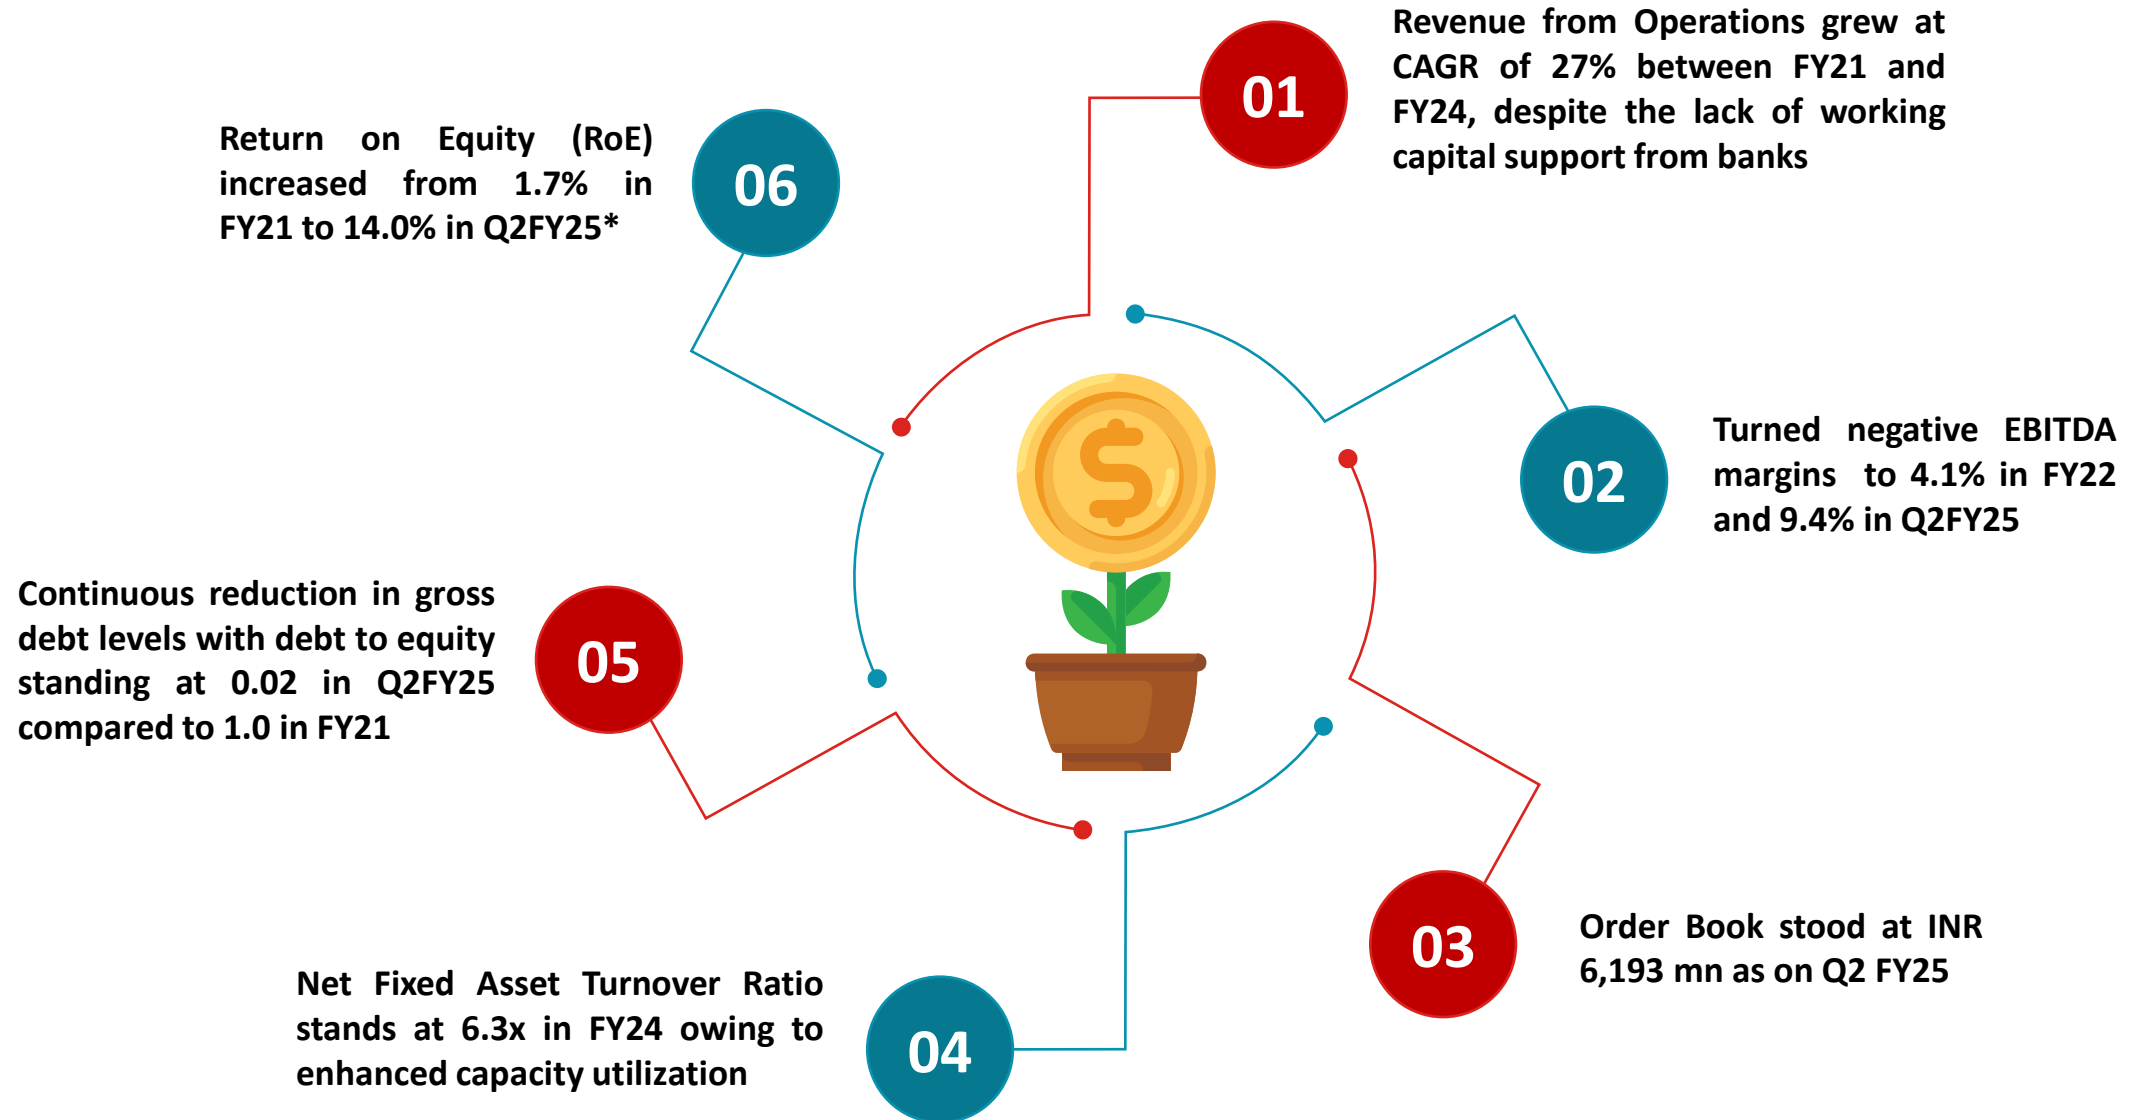 01
Revenue from Operations grew at
CAGR of 27% between FY21 and
FY24, despite the lack of working
capital support from banks
02
Turned negative EBITDA
margins to 4.1% in FY22
and 9.4% in Q2FY25
03
Order Book stood at INR
6,193 mn as on Q2 FY25
04
Net Fixed Asset Turnover Ratio
stands at 6.3x in FY24 owing to
enhanced capacity utilization
05
Continuous reduction in gross
debt levels with debt to equity
standing at 0.02 in Q2FY25
compared to 1.0 in FY21
06
Return on Equity (RoE)
increased from 1.7% in
FY21 to 14.0% in Q2FY25*
$